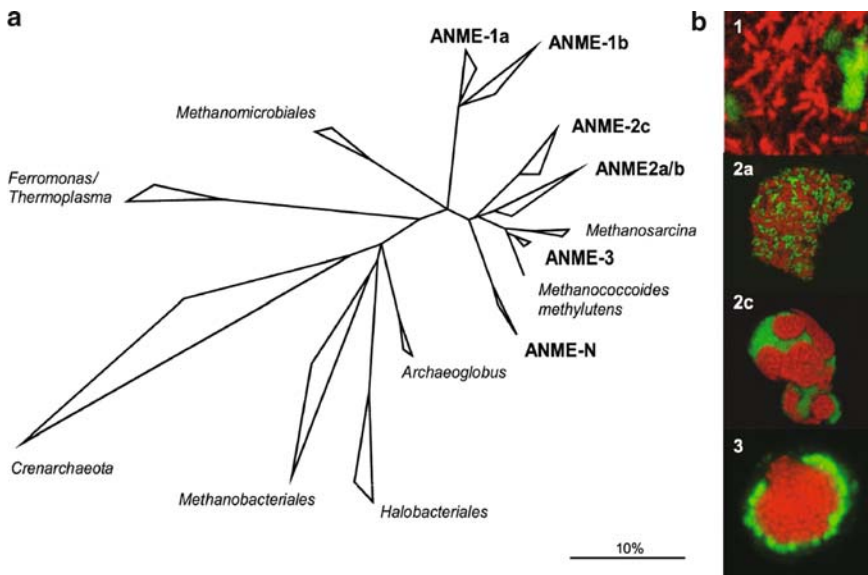 a
ANME-1a
ANME-1b
Methanomicrobiales
ANME-2c
Ferromonas/
Thermoplasma
ANME2a/b
Methanosarcina
ANME-3
Methanococcoides
methylutens
ANME-N
Archaeoglobus
Crenarchaeota
Methanobacteriales
Halobacteriales
10%
b
1
2a
2c
3